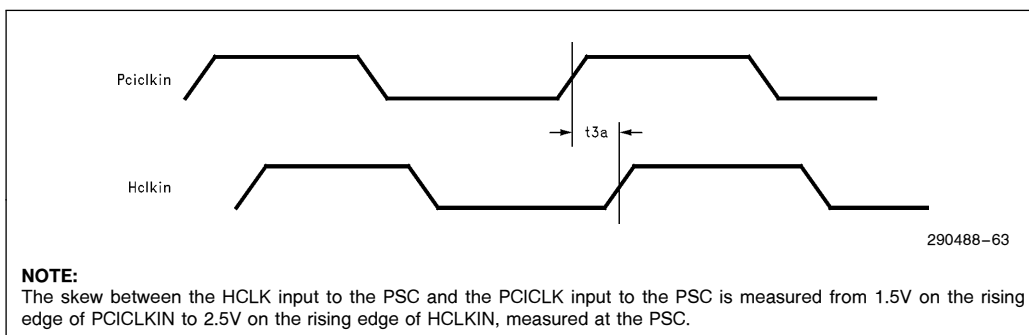 Pciclkin
t3a
Hclkin
290488–63
NOTE:
The skew between the HCLK input to the PSC and the PCICLK input to the PSC is measured from 1.5V on the rising
edge of PCICLKIN to 2.5V on the rising edge of HCLKIN, measured at the PSC.